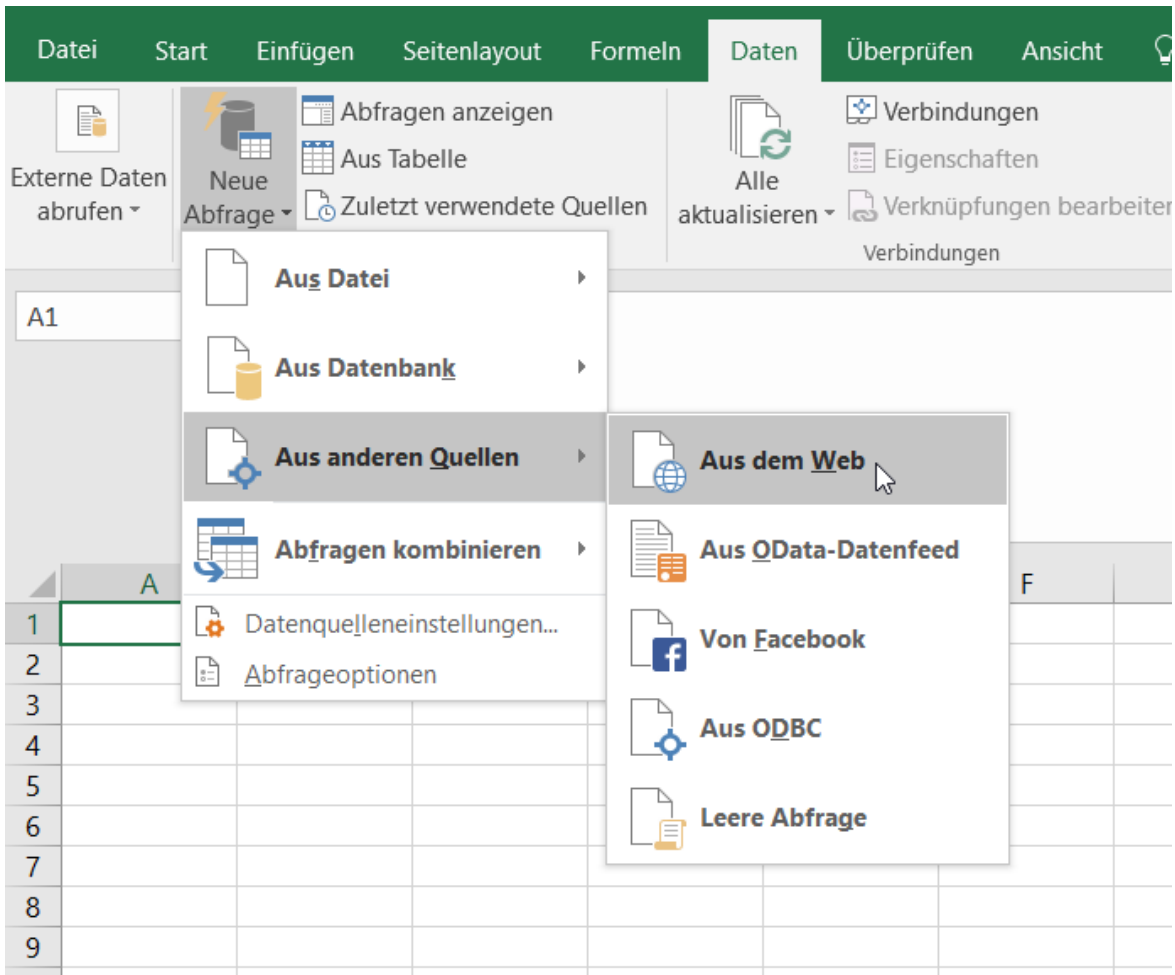 Datei Start Einfügen Seitenlayout Formeln Daten Überprüfen Ansicht
Externe Daten abrufen
Neue Abfrage
Abfragen anzeigen
Aus Tabelle
Zuletzt verwendete Quellen
Alle aktualisieren
Verbindungen
Eigenschaften
Verknüpfungen bearbeiter
Verbindungen
A1
Aus Datei
Aus Datenbank
Aus anderen Quellen
Abfragen kombinieren
Datenquelleneinstellungen...
Abfrageoptionen
Aus dem Web
Aus OData-Datenfeed
Von Facebook
Aus ODBC
Leere Abfrage
A F
1
2
3
4
5
6
7
8
9